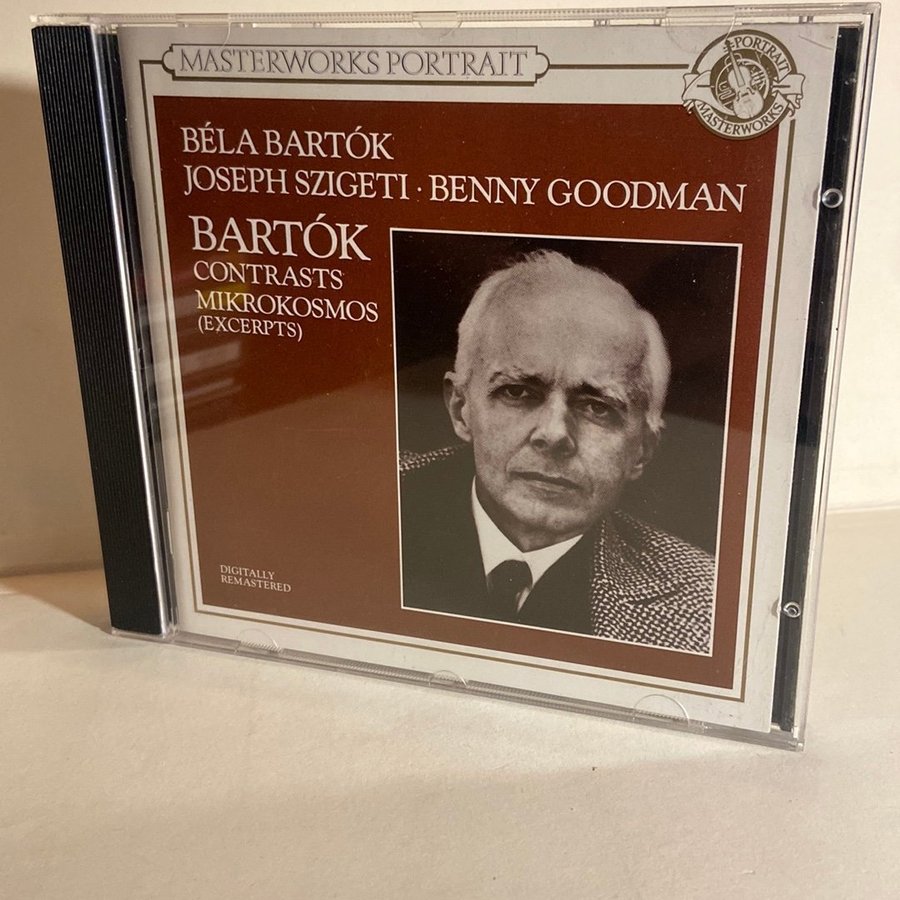 MASTERWORKS PORTRAIT
PORTRAIT
MASTERWORKS
BÉLA BARTÓK
JOSEPH SZIGETI · BENNY GOODMAN
BARTÓK
CONTRASTS
MIKROKOSMOS
(EXCERPTS)
DIGITALLY
REMASTERED